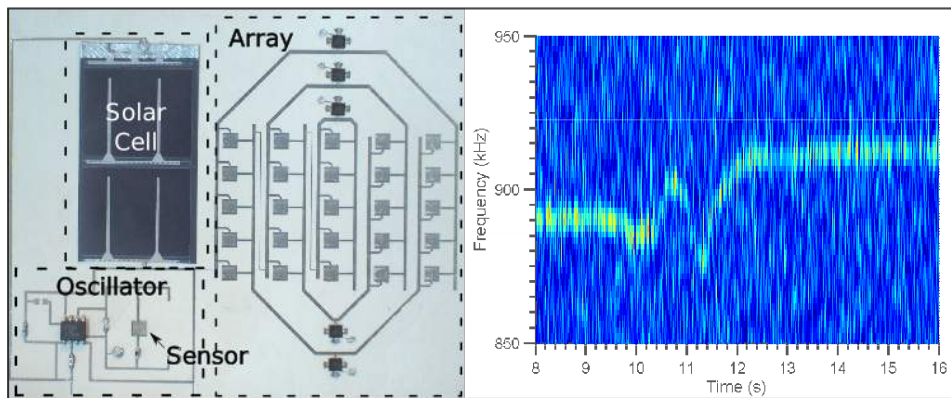 Array
Solar
Cell
Oscillator
Sensor
950
900
850
Frequency (kHz)
8 9 10 11 12 13 14 15 16
Time (s)